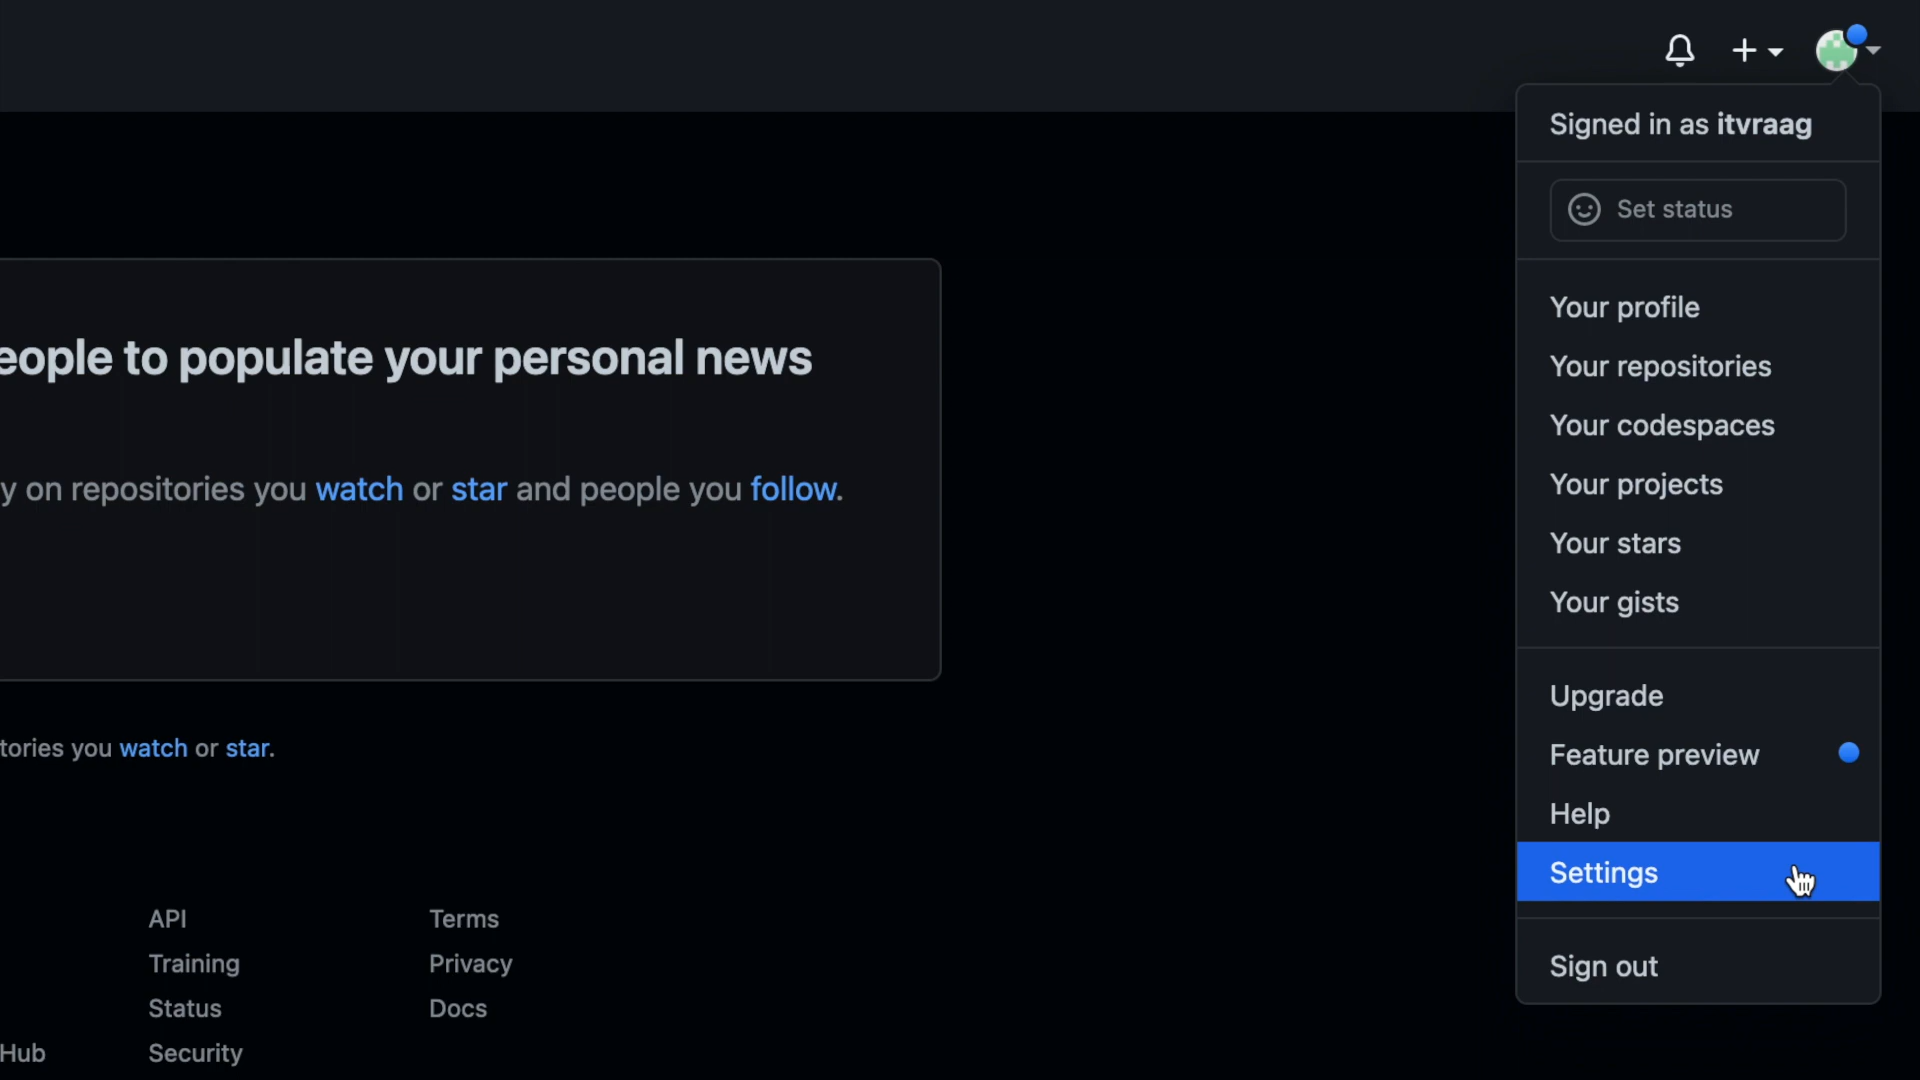 Signed in as itvraag
Set status
Your profile
Your repositories
Your codespaces
Your projects
Your stars
Your gists
Upgrade
Feature preview
Help
Settings
Sign out
to populate your personal news
on repositories you watch or star and people you follow.
you watch or star.
API
Training
Status
Security
Terms
Privacy
Docs
Hub